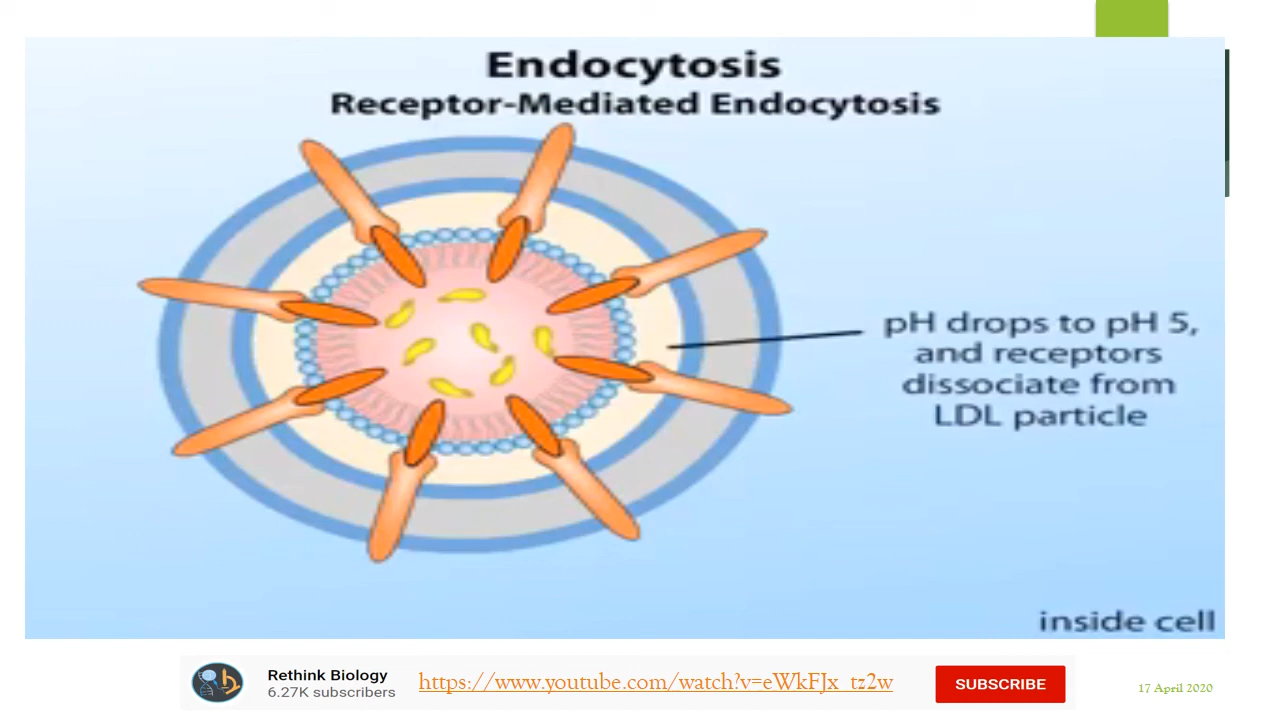 Endocytosis
Receptor-Mediated Endocytosis
pH drops to pH 5,
and receptors
dissociate from
LDL particle
inside cell
Rethink Biology
6.27K subscribers
https://www.youtube.com/watch?v=eWkFJx_tz2w
SUBSCRIBE
17 April 2020